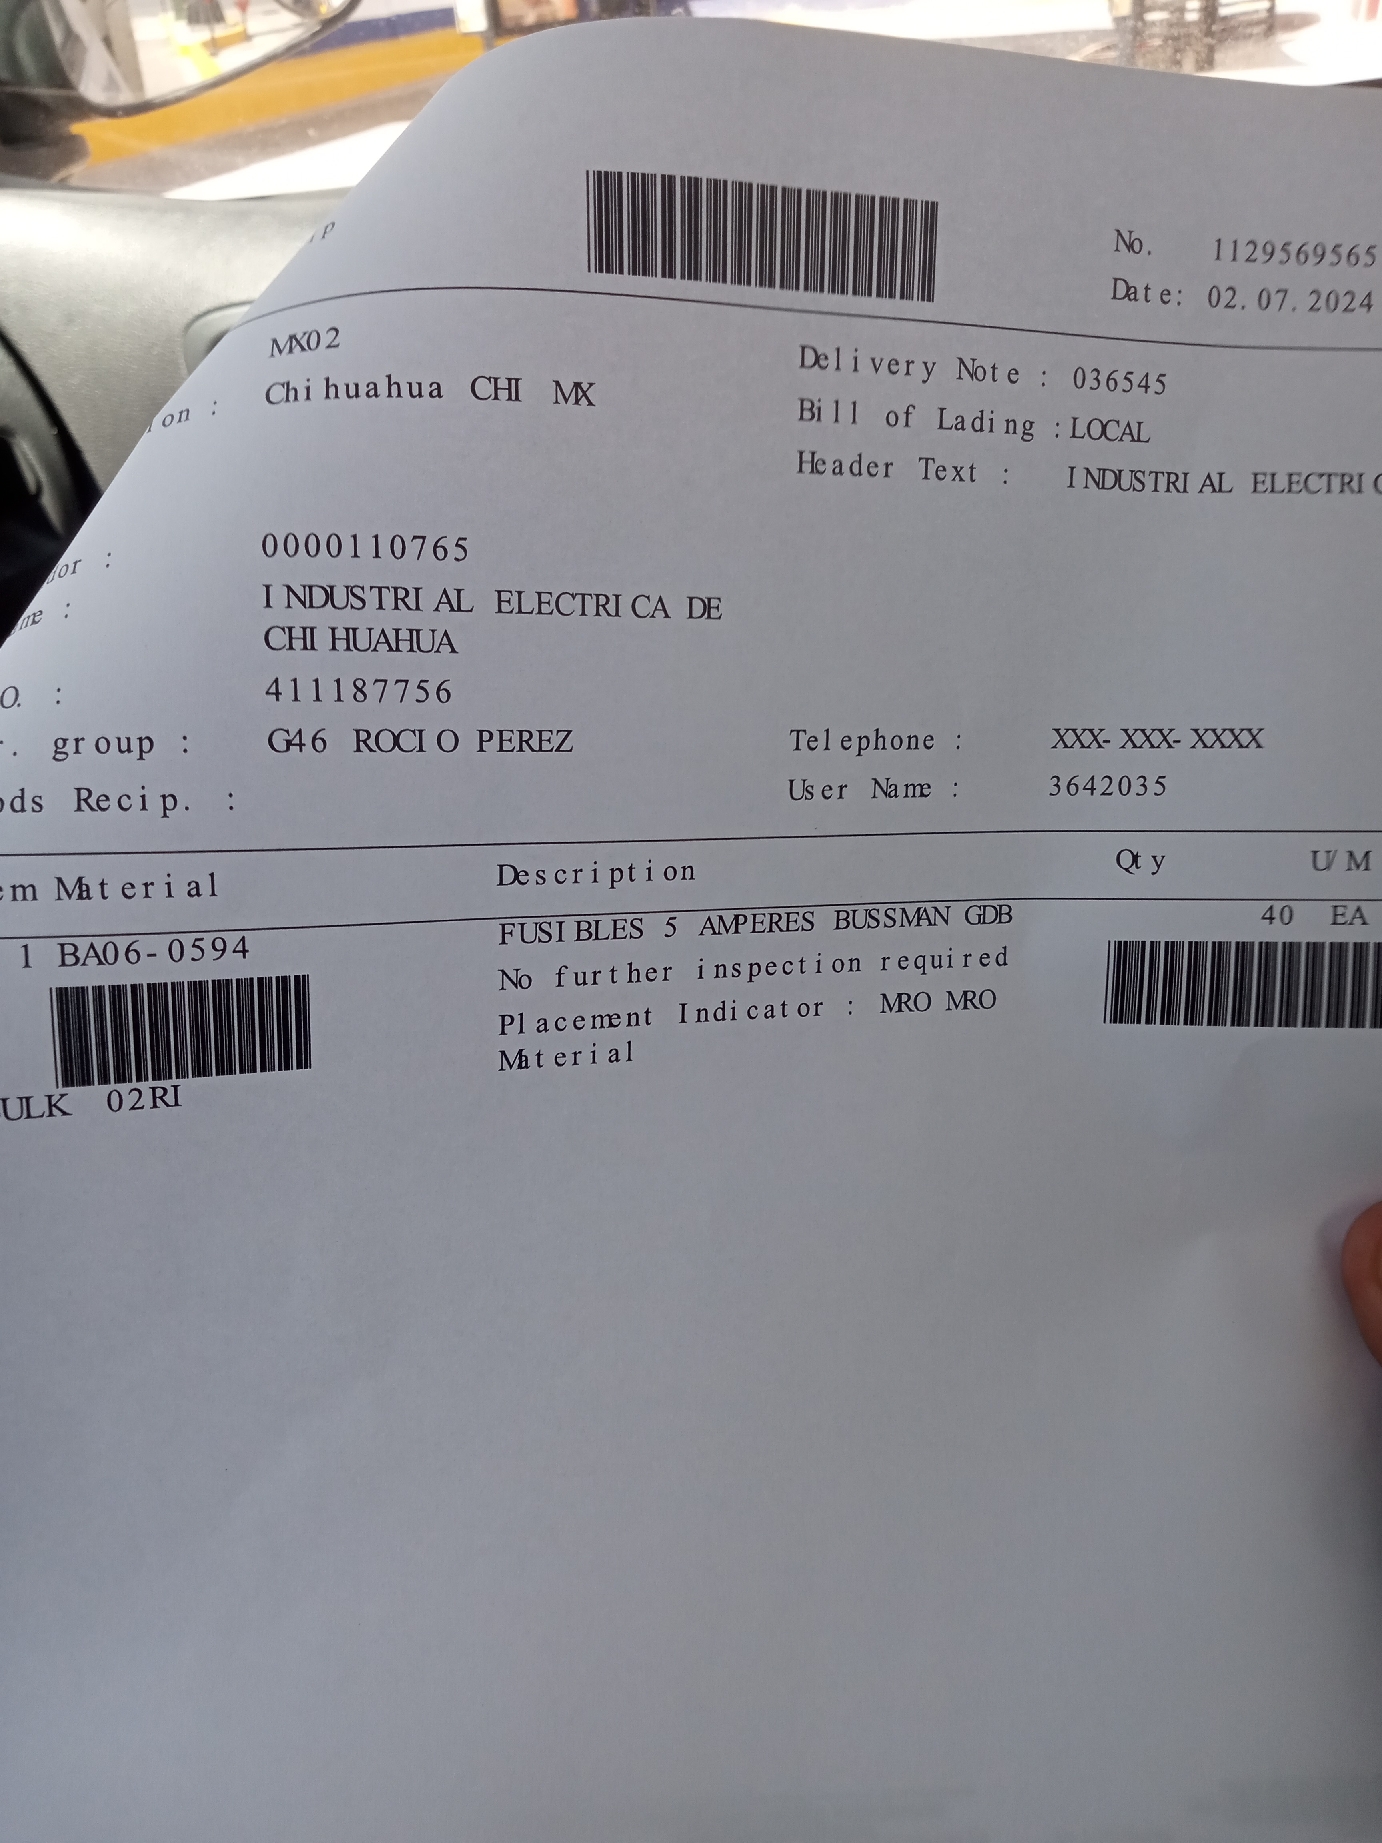 No. 1129569565
Date: 02.07.2024
MX02
Chihuahua CHI MX
Delivery Note : 036545
Bill of Lading : LOCAL
Header Text : INDUSTRIAL ELECTRIC
0000110765
INDUSTRIAL ELECTRICA DE
CHIHUAHUA
O. : 411187756
r. group : G46 ROCIO PEREZ
Telephone : XXX-XXX-XXXX
ods Recip. :
User Name : 3642035
em Material Description Qty U/M
1 BA06-0594 FUSIBLES 5 AMPERES BUSSMAN GDB 40 EA
No further inspection required
Placement Indicator : MRO MRO
Material
ULK 02RI